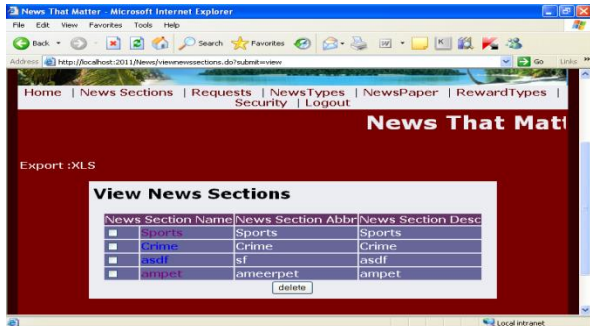 News That Matter - Microsoft Internet Explorer
File Edit View Favorites Tools Help
Back Search Favorites
Address http://localhost:2011/News/viewnewssections.do?submit=view Go Links »
Home | News Sections | Requests | NewsTypes | NewsPaper | RewardTypes |
Security | Logout
News That Matt
Export :XLS
View News Sections
News Section Name News Section Abbr News Section Desc
Sports Sports Sports
Crime Crime Crime
asdf sf asdf
ampet ameerpet ampet
delete
Local intranet